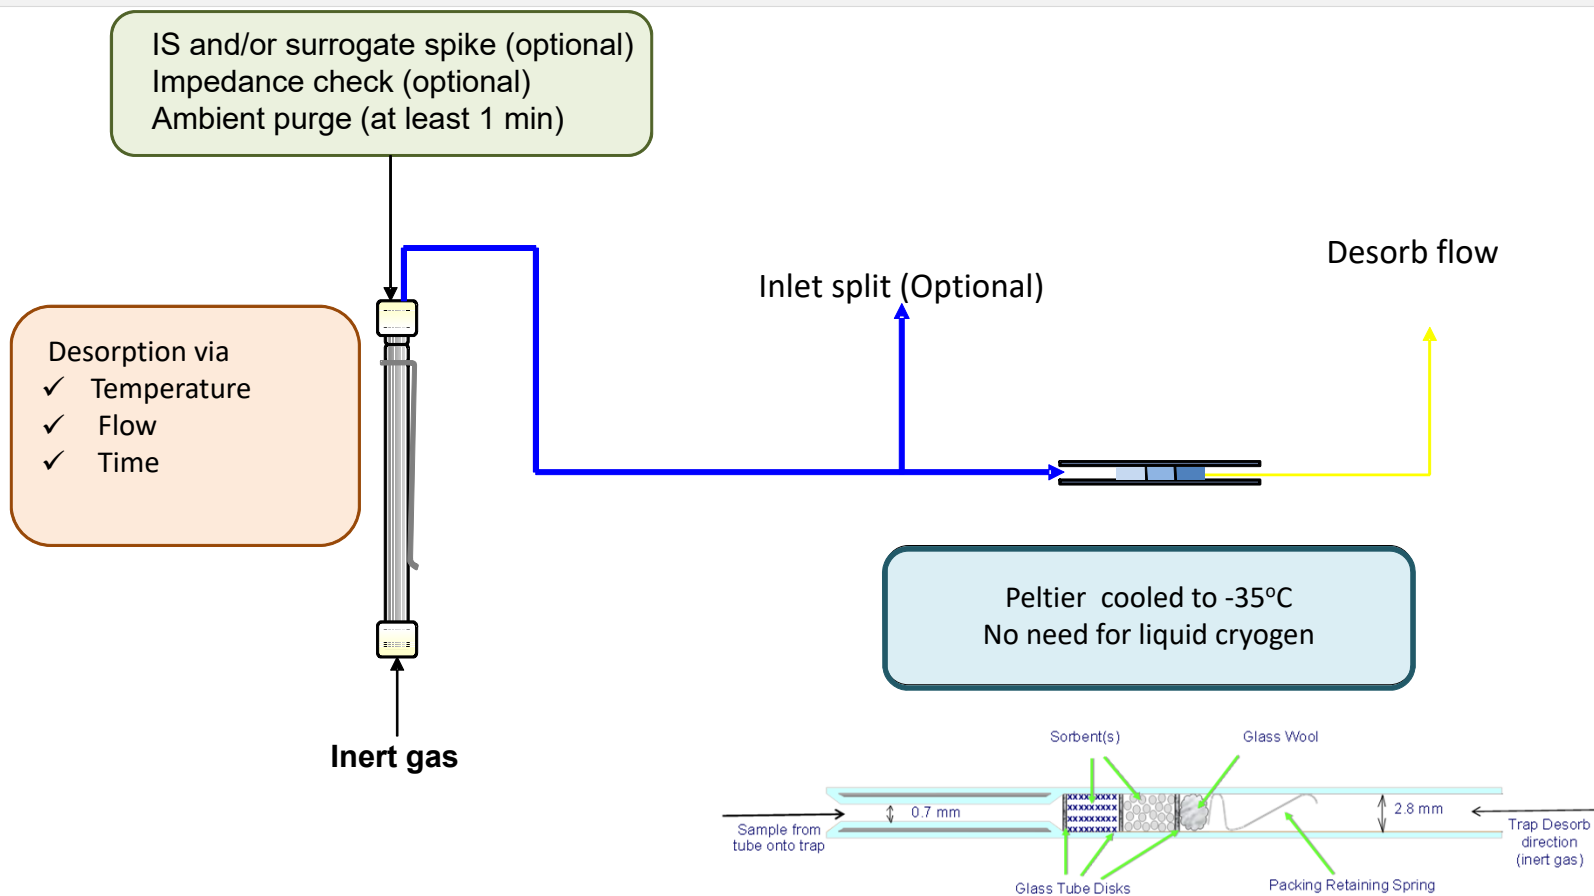 IS and/or surrogate spike (optional)
Impedance check (optional)
Ambient purge (at least 1 min)
Desorb flow
Inlet split (Optional)
Desorption via
✓ Temperature
✓ Flow
✓ Time
Peltier cooled to -35°C
No need for liquid cryogen
Inert gas
Sorbent(s)
Glass Wool
0.7 mm
2.8 mm
Sample from
tube onto trap
Trap Desorb
direction
(inert gas)
Glass Tube Disks
Packing Retaining Spring